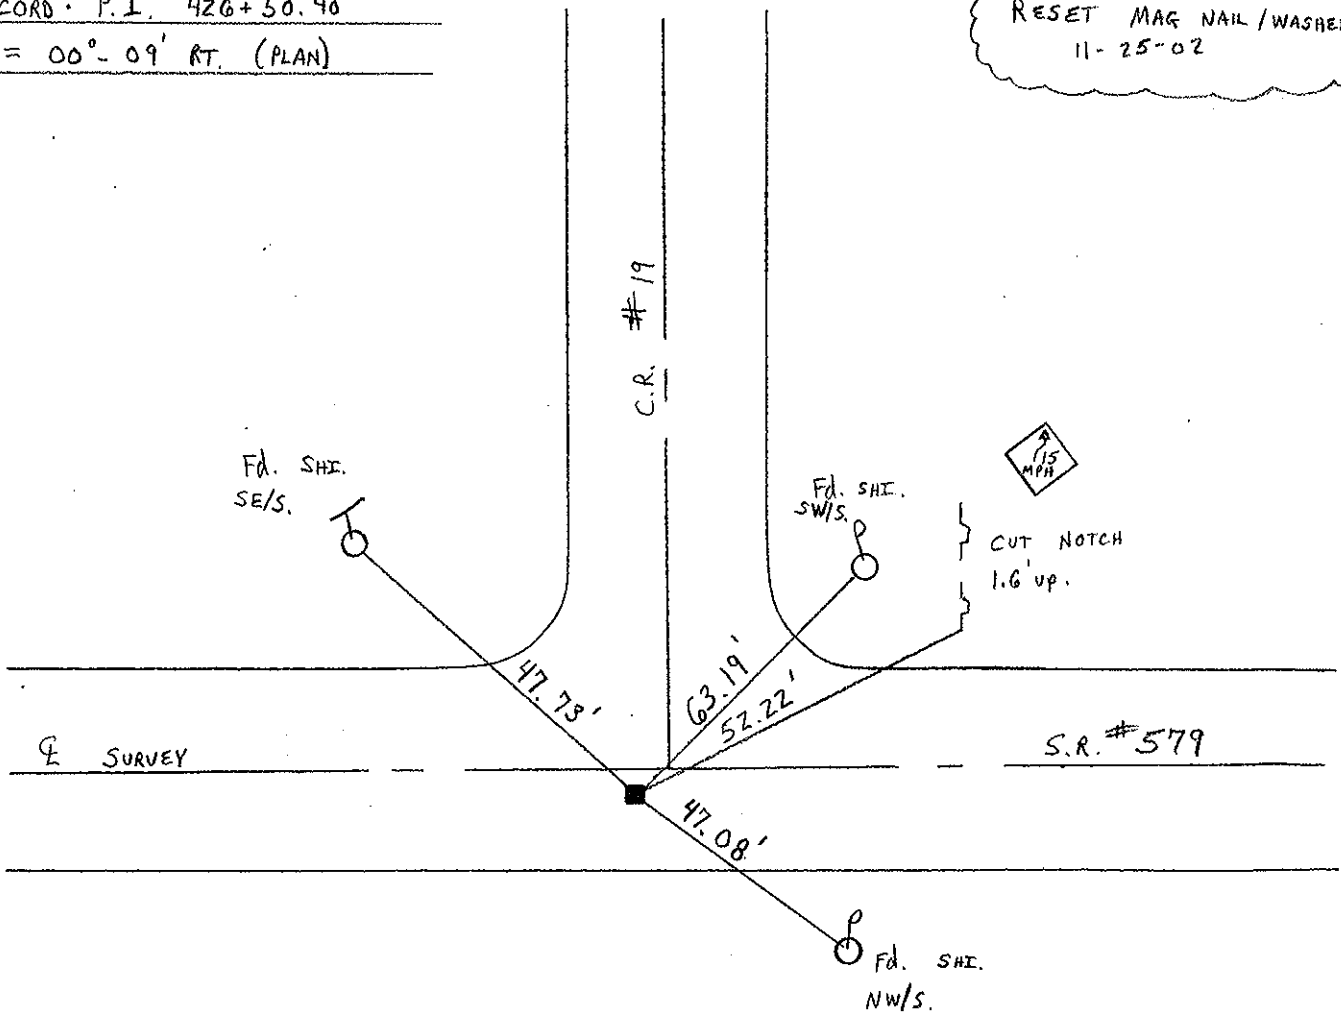 CORD. P.I. 426+50.90
= 00°-09' RT. (PLAN)
RESET MAG NAIL/WASHER
11-25-02
C.R. #19
Fd. SHI.
SE/S.
Fd. SHI.
SW/S.
15
MPH
CUT NOTCH
1.6' up.
47.73'
63.19'
52.22'
℄ SURVEY
S.R. #579
47.08'
Fd. SHI.
NW/S.